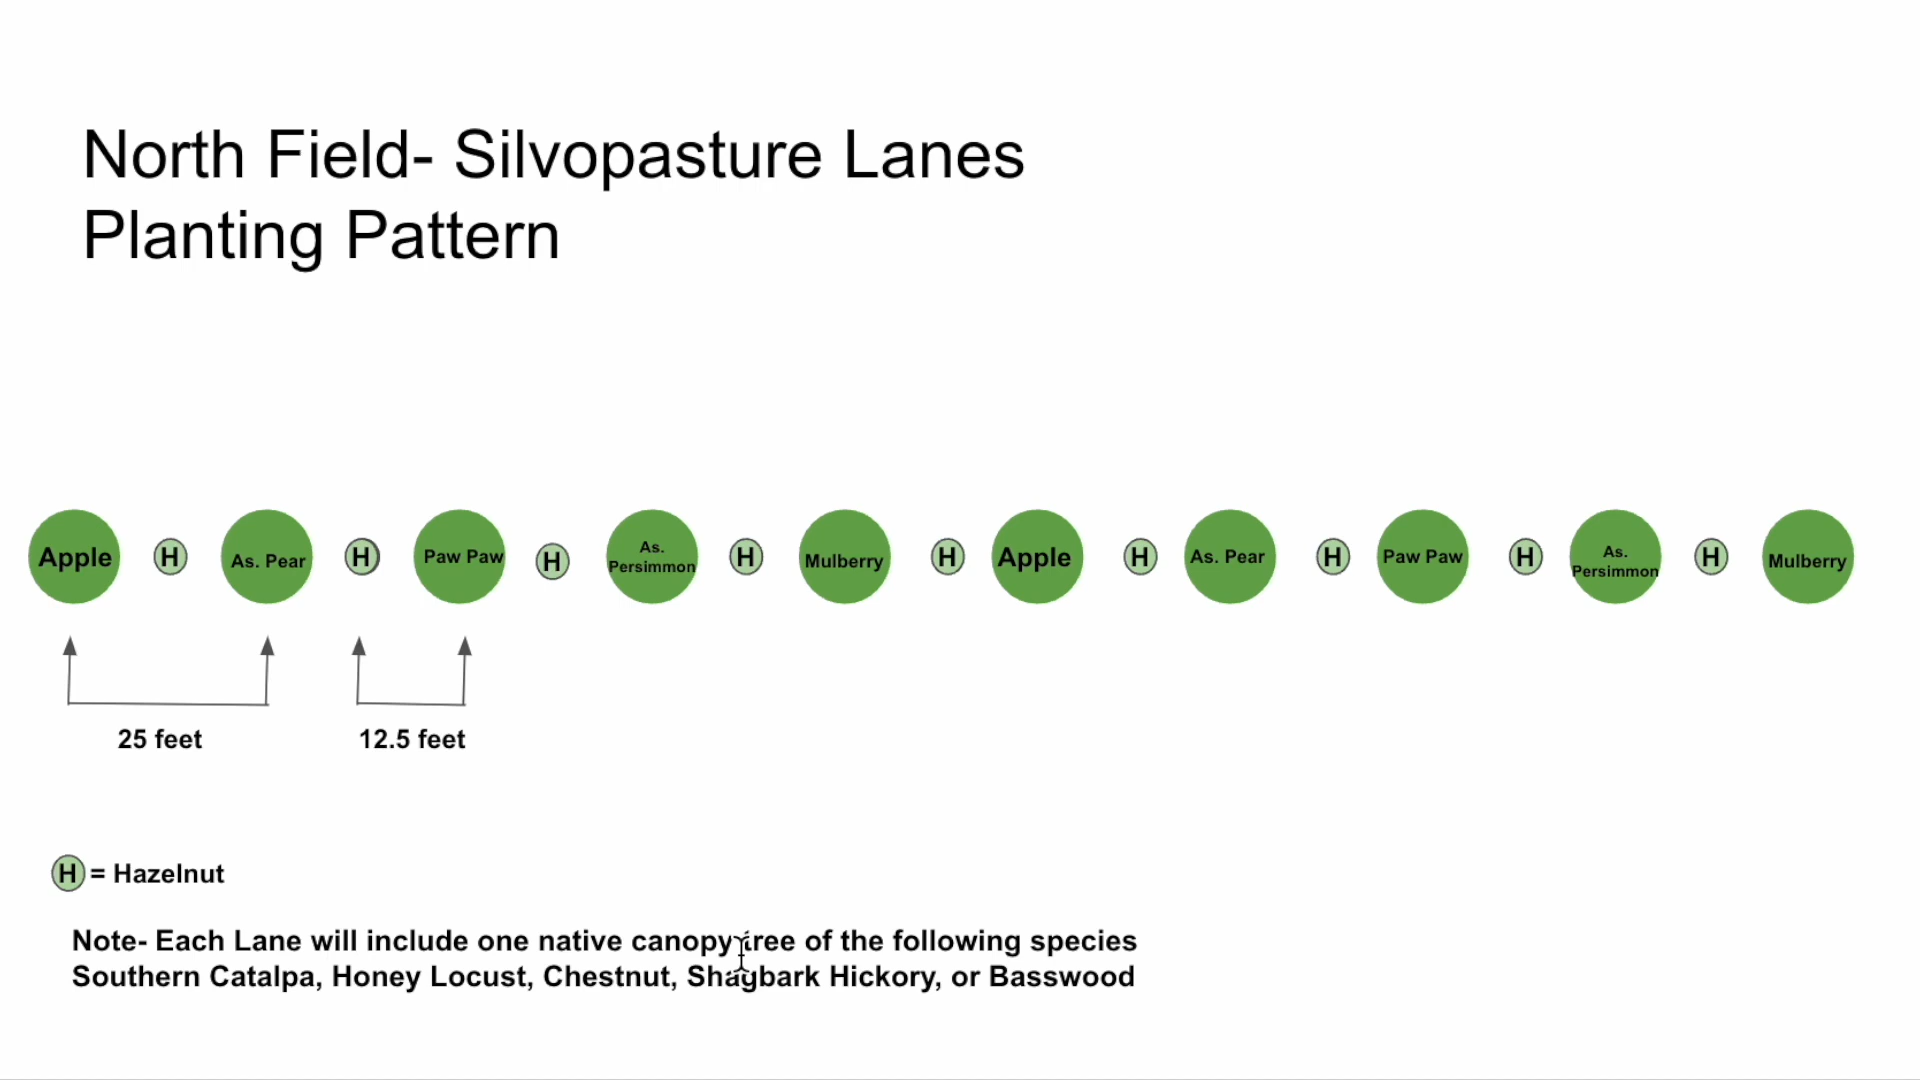 North Field- Silvopasture Lanes
Planting Pattern
Apple H As. Pear H Paw Paw H As. Persimmon H Mulberry H Apple H As. Pear H Paw Paw H As. Persimmon H Mulberry
25 feet 12.5 feet
H = Hazelnut
Note- Each Lane will include one native canopy tree of the following species
Southern Catalpa, Honey Locust, Chestnut, Shagbark Hickory, or Basswood